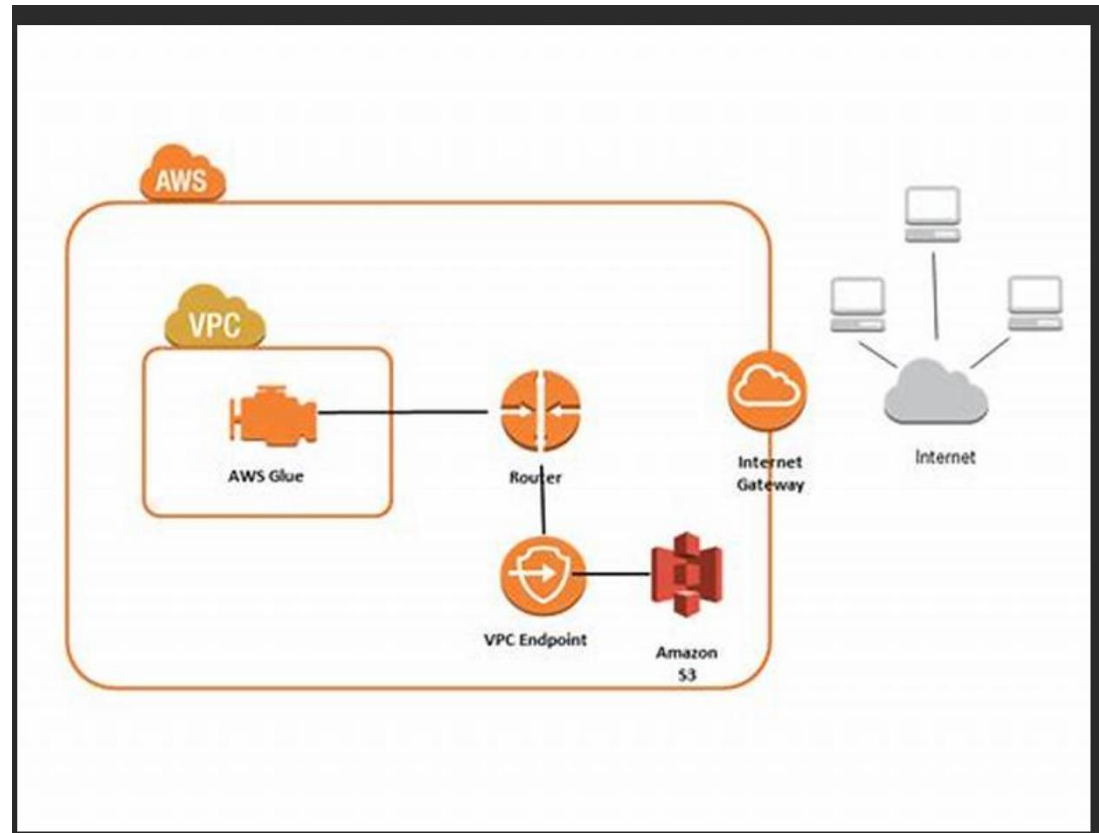 AWS
VPC
AWS Glue
Router
Internet
Gateway
Internet
VPC Endpoint
Amazon
S3